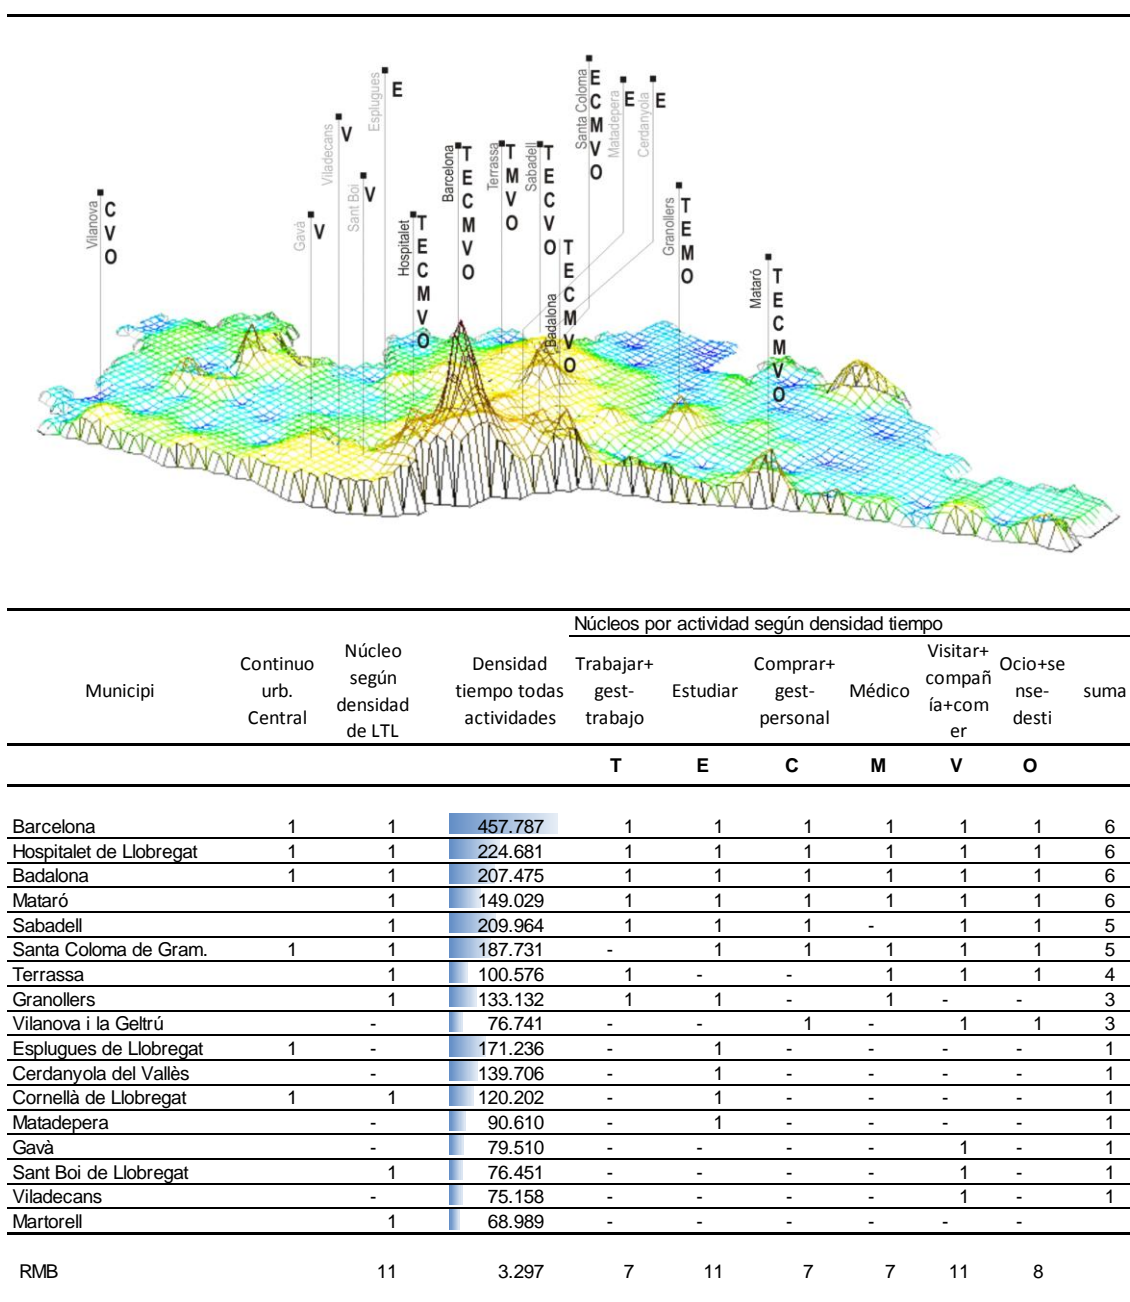 Vilanova
C
V
O
Gavà
V
Viladecans
V
Sant Boi
V
Esplugues
E
Hospitalet
T
E
C
M
V
O
Barcelona
T
E
C
M
V
O
Terrassa
T
M
V
O
Sabadell
T
E
C
V
O
Badalona
T
E
C
M
V
O
Santa Coloma
E
C
M
V
O
Matadepera
E
Cerdanyola
E
Granollers
T
E
M
O
Mataró
T
E
C
M
V
O
Núcleos por actividad según densidad tiempo
Municipi
Continuo
urb.
Central
Núcleo
según
densidad
de LTL
Densidad
tiempo todas
actividades
Trabajar+
gest-
trabajo
Estudiar
Comprar+
gest-
personal
Médico
Visitar+
compañ
ía+com
er
Ocio+se
nse-
desti
suma
T E C M V O
Barcelona 1 1 457.787 1 1 1 1 1 1 6
Hospitalet de Llobregat 1 1 224.681 1 1 1 1 1 1 6
Badalona 1 1 207.475 1 1 1 1 1 1 6
Mataró 1 149.029 1 1 1 1 1 1 6
Sabadell 1 209.964 1 1 1 - 1 1 5
Santa Coloma de Gram. 1 1 187.731 - 1 1 1 1 1 5
Terrassa 1 100.576 1 - - 1 1 1 4
Granollers 1 133.132 1 1 - 1 - - 3
Vilanova i la Geltrú - 76.741 - - 1 - 1 1 3
Esplugues de Llobregat 1 - 171.236 - 1 - - - - 1
Cerdanyola del Vallès - 139.706 - 1 - - - - 1
Cornellà de Llobregat 1 1 120.202 - 1 - - - - 1
Matadepera - 90.610 - 1 - - - - 1
Gavà - 79.510 - - - - 1 - 1
Sant Boi de Llobregat 1 76.451 - - - - 1 - 1
Viladecans - 75.158 - - - - 1 - 1
Martorell 1 68.989 - - - - - -
RMB 11 3.297 7 11 7 7 11 8